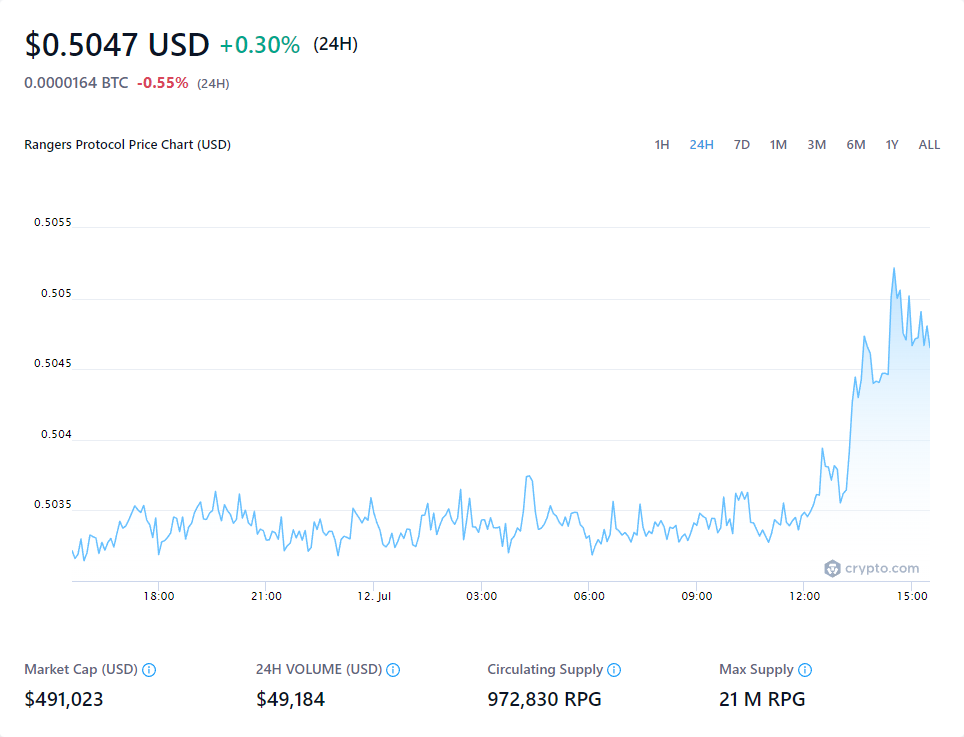 $0.5047 USD +0.30% (24H)
0.0000164 BTC -0.55% (24H)
Rangers Protocol Price Chart (USD) 1H 24H 7D 1M 3M 6M 1Y ALL
0.5055
0.505
0.5045
0.504
0.5035
crypto.com
18:00 21:00 12. Jul 03:00 06:00 09:00 12:00 15:00
Market Cap (USD) 24H VOLUME (USD) Circulating Supply Max Supply
$491,023 $49,184 972,830 RPG 21 M RPG